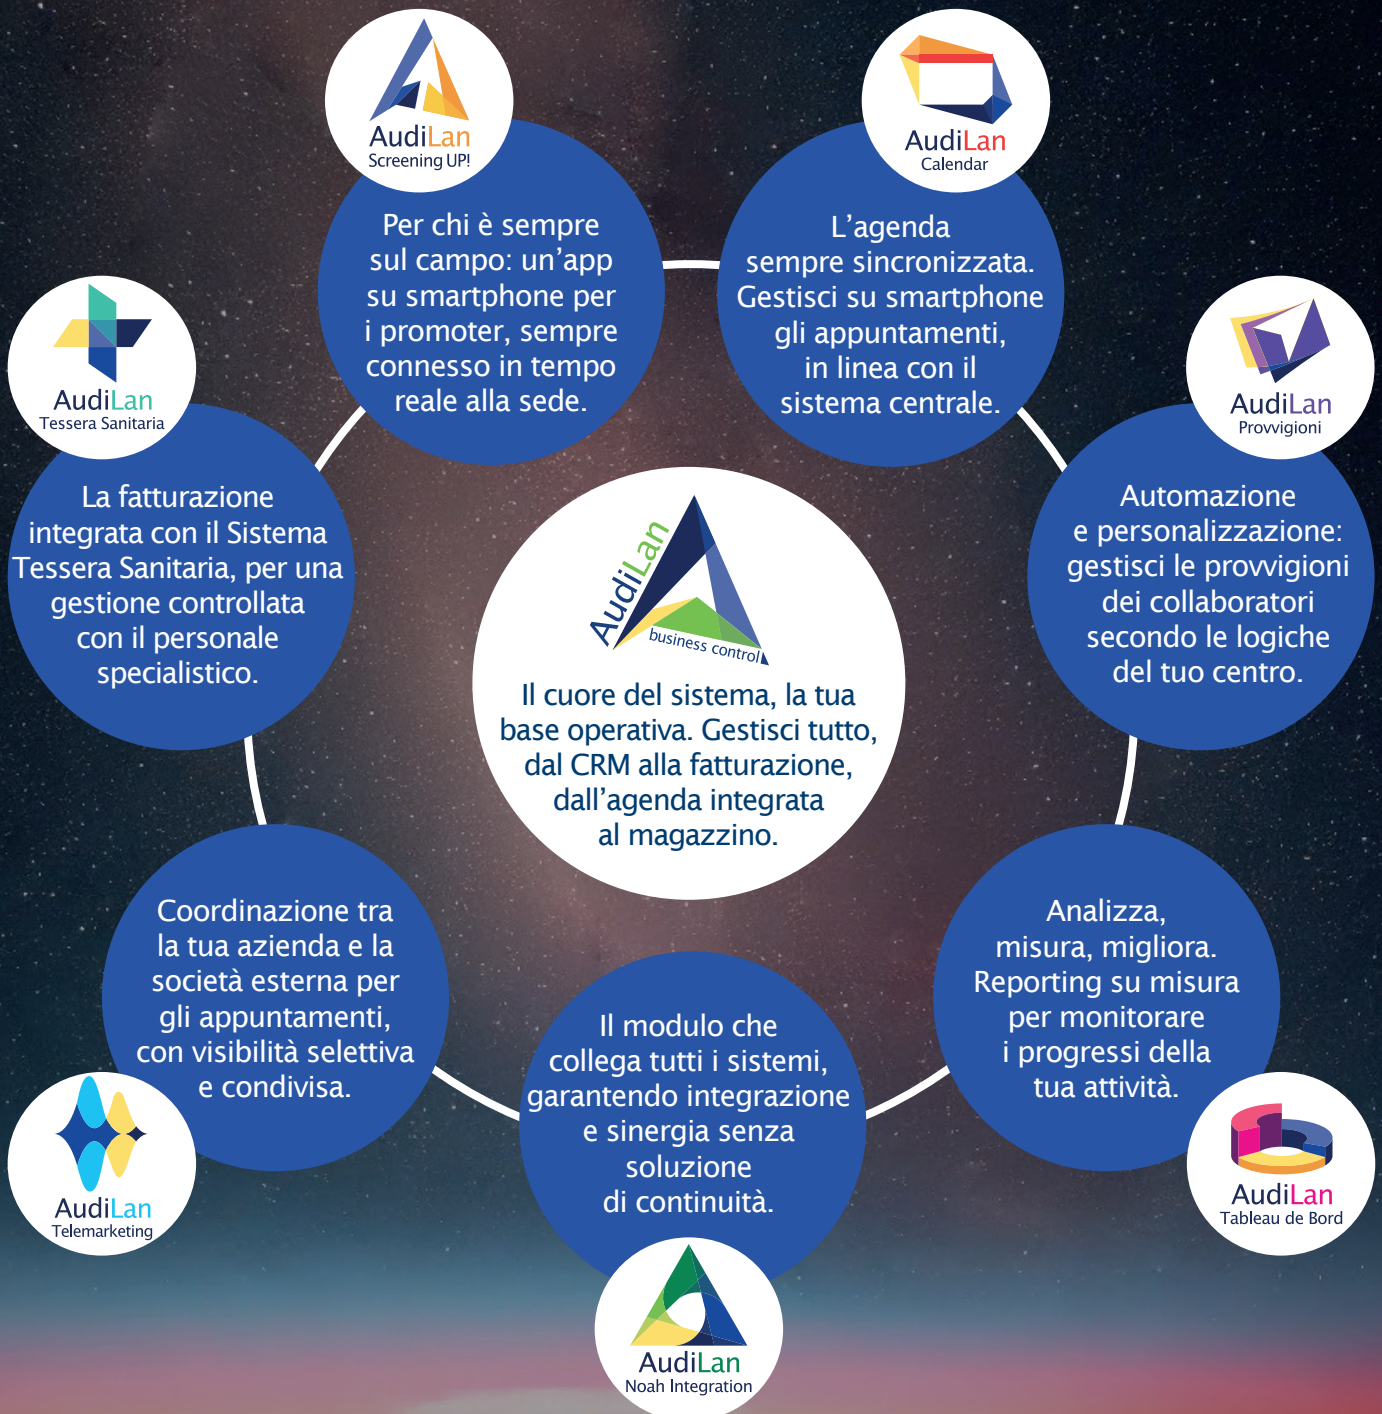 AudiLan
Screening UP!
Per chi è sempre
sul campo: un’app
su smartphone per
i promoter, sempre
connesso in tempo
reale alla sede.
AudiLan
Calendar
L’agenda
sempre sincronizzata.
Gestisci su smartphone
gli appuntamenti,
in linea con il
sistema centrale.
AudiLan
Tessera Sanitaria
La fatturazione
integrata con il Sistema
Tessera Sanitaria, per una
gestione controllata
con il personale
specialistico.
AudiLan
Provvigioni
Automazione
e personalizzazione:
gestisci le provvigioni
dei collaboratori
secondo le logiche
del tuo centro.
AudiLan
business control
Il cuore del sistema, la tua
base operativa. Gestisci tutto,
dal CRM alla fatturazione,
dall’agenda integrata
al magazzino.
Coordinazione tra
la tua azienda e la
società esterna per
gli appuntamenti,
con visibilità selettiva
e condivisa.
AudiLan
Telemarketing
Il modulo che
collega tutti i sistemi,
garantendo integrazione
e sinergia senza
soluzione
di continuità.
AudiLan
Noah Integration
Analizza,
misura, migliora.
Reporting su misura
per monitorare
i progressi della
tua attività.
AudiLan
Tableau de Bord